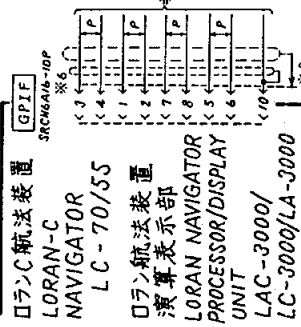 GPIF
SRCN6A16-10P
※6
ロランC航法装置
LORAN-C
NAVIGATOR
LC-70/55
ロラン航法装置
演算表示部
LORAN NAVIGATOR
PROCESSOR/DISPLAY
UNIT
LAC-3000/
LC-3000/LA-3000
3
4
1
2
7
8
5
6
10
P
P
P
P